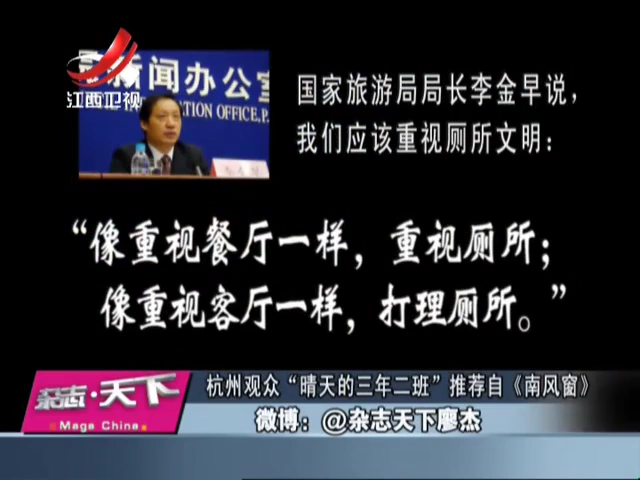 江西卫视
新闻办公室
TION OFFICE,P.
国家旅游局局长李金早说，
我们应该重视厕所文明：
“像重视餐厅一样，重视厕所；
像重视客厅一样，打理厕所。”
杂志·天下
Maga China
杭州观众“晴天的三年二班”推荐自《南风窗》
微博：@杂志天下廖杰